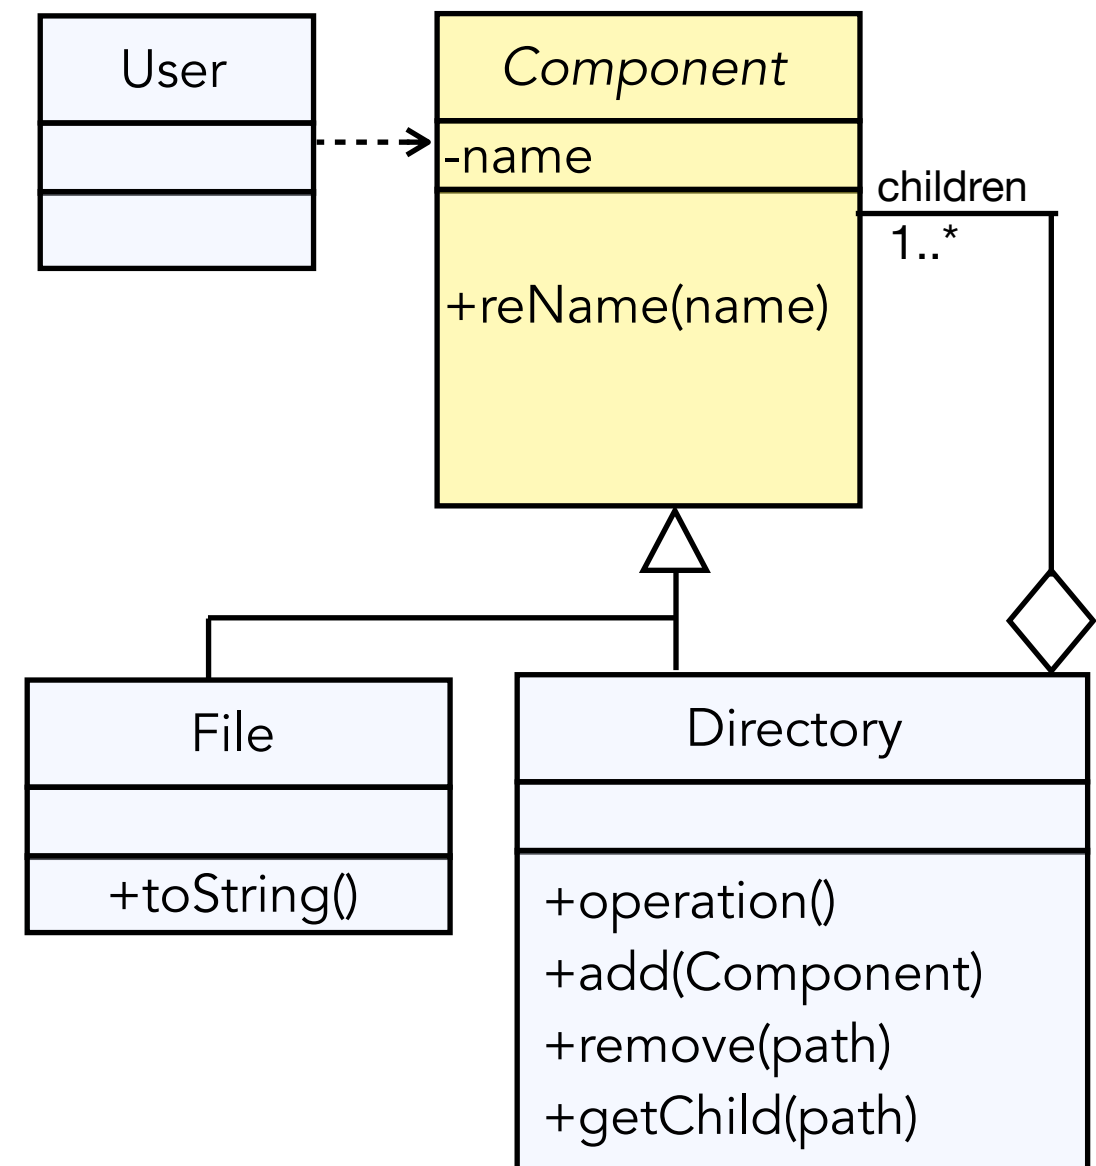 User
Component
-name
children
1..*
+reName(name)
File
+toString()
Directory
+operation()
+add(Component)
+remove(path)
+getChild(path)